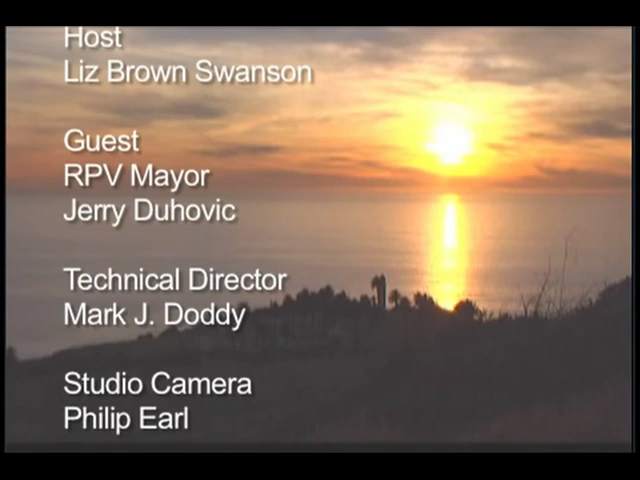 Host
Liz Brown Swanson
Guest
RPV Mayor
Jerry Duhovic
Technical Director
Mark J. Doddy
Studio Camera
Philip Earl